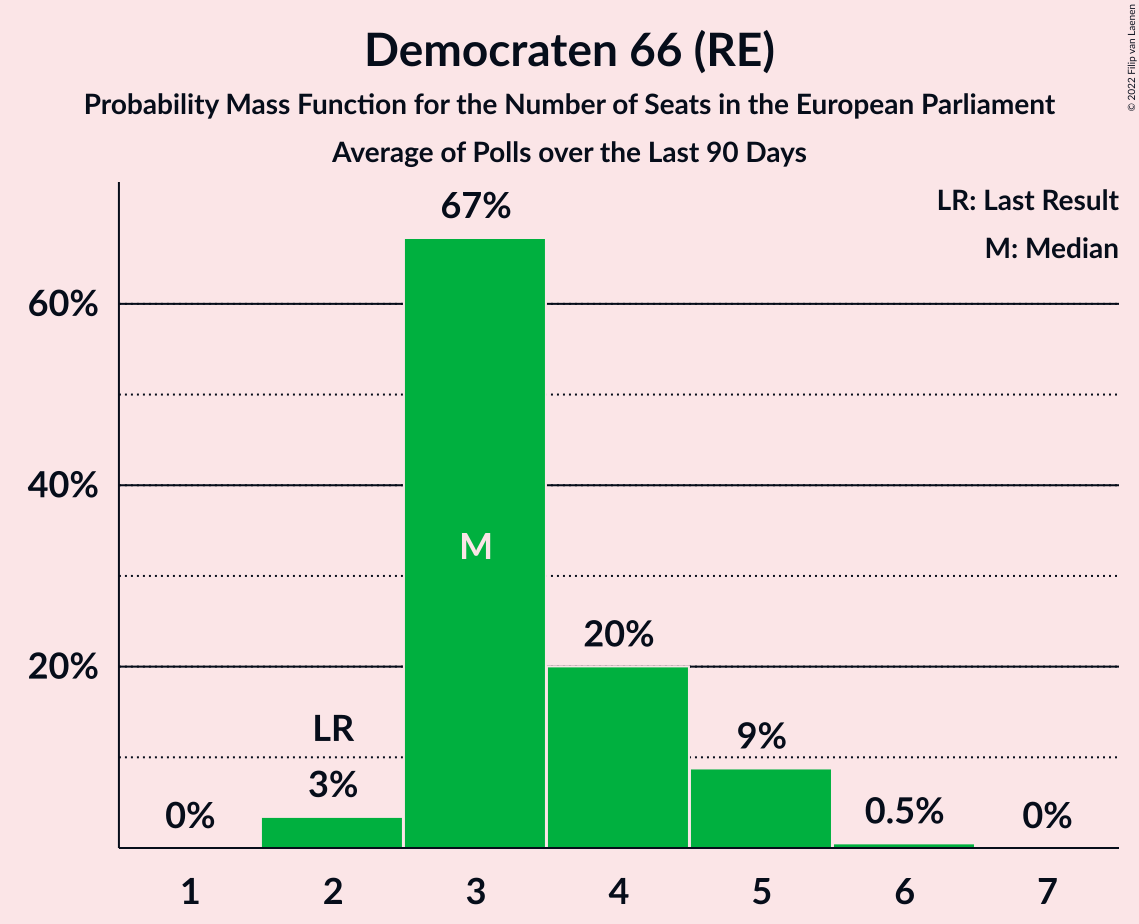 Democraten 66 (RE)
Probability Mass Function for the Number of Seats in the European Parliament
Average of Polls over the Last 90 Days
© 2022 Filip van Laenen
LR: Last Result
M: Median
67%
60%
40%
M
20%
20%
LR
9%
3%
0%
0.5%
0%
1 2 3 4 5 6 7